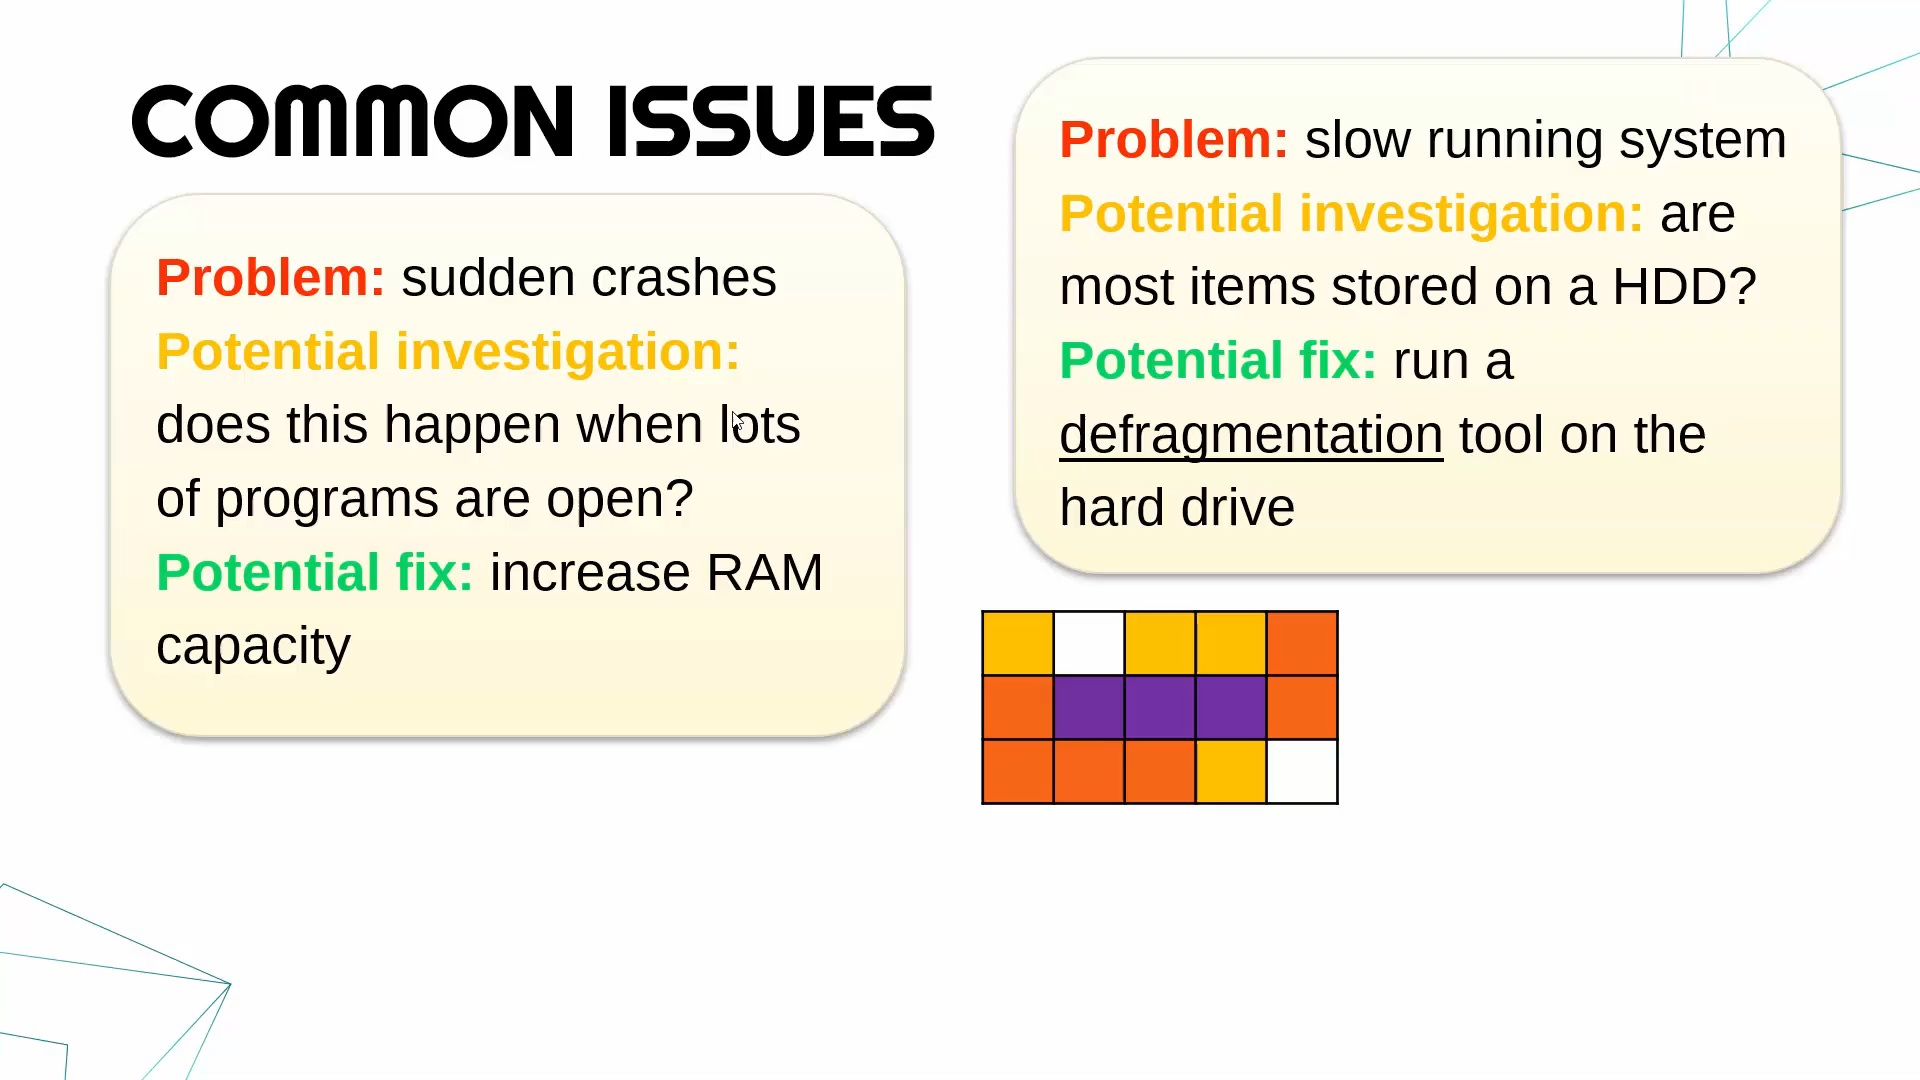 COMMON ISSUES
Problem: sudden crashes
Potential investigation:
does this happen when lots
of programs are open?
Potential fix: increase RAM
capacity
Problem: slow running system
Potential investigation: are
most items stored on a HDD?
Potential fix: run a
defragmentation tool on the
hard drive